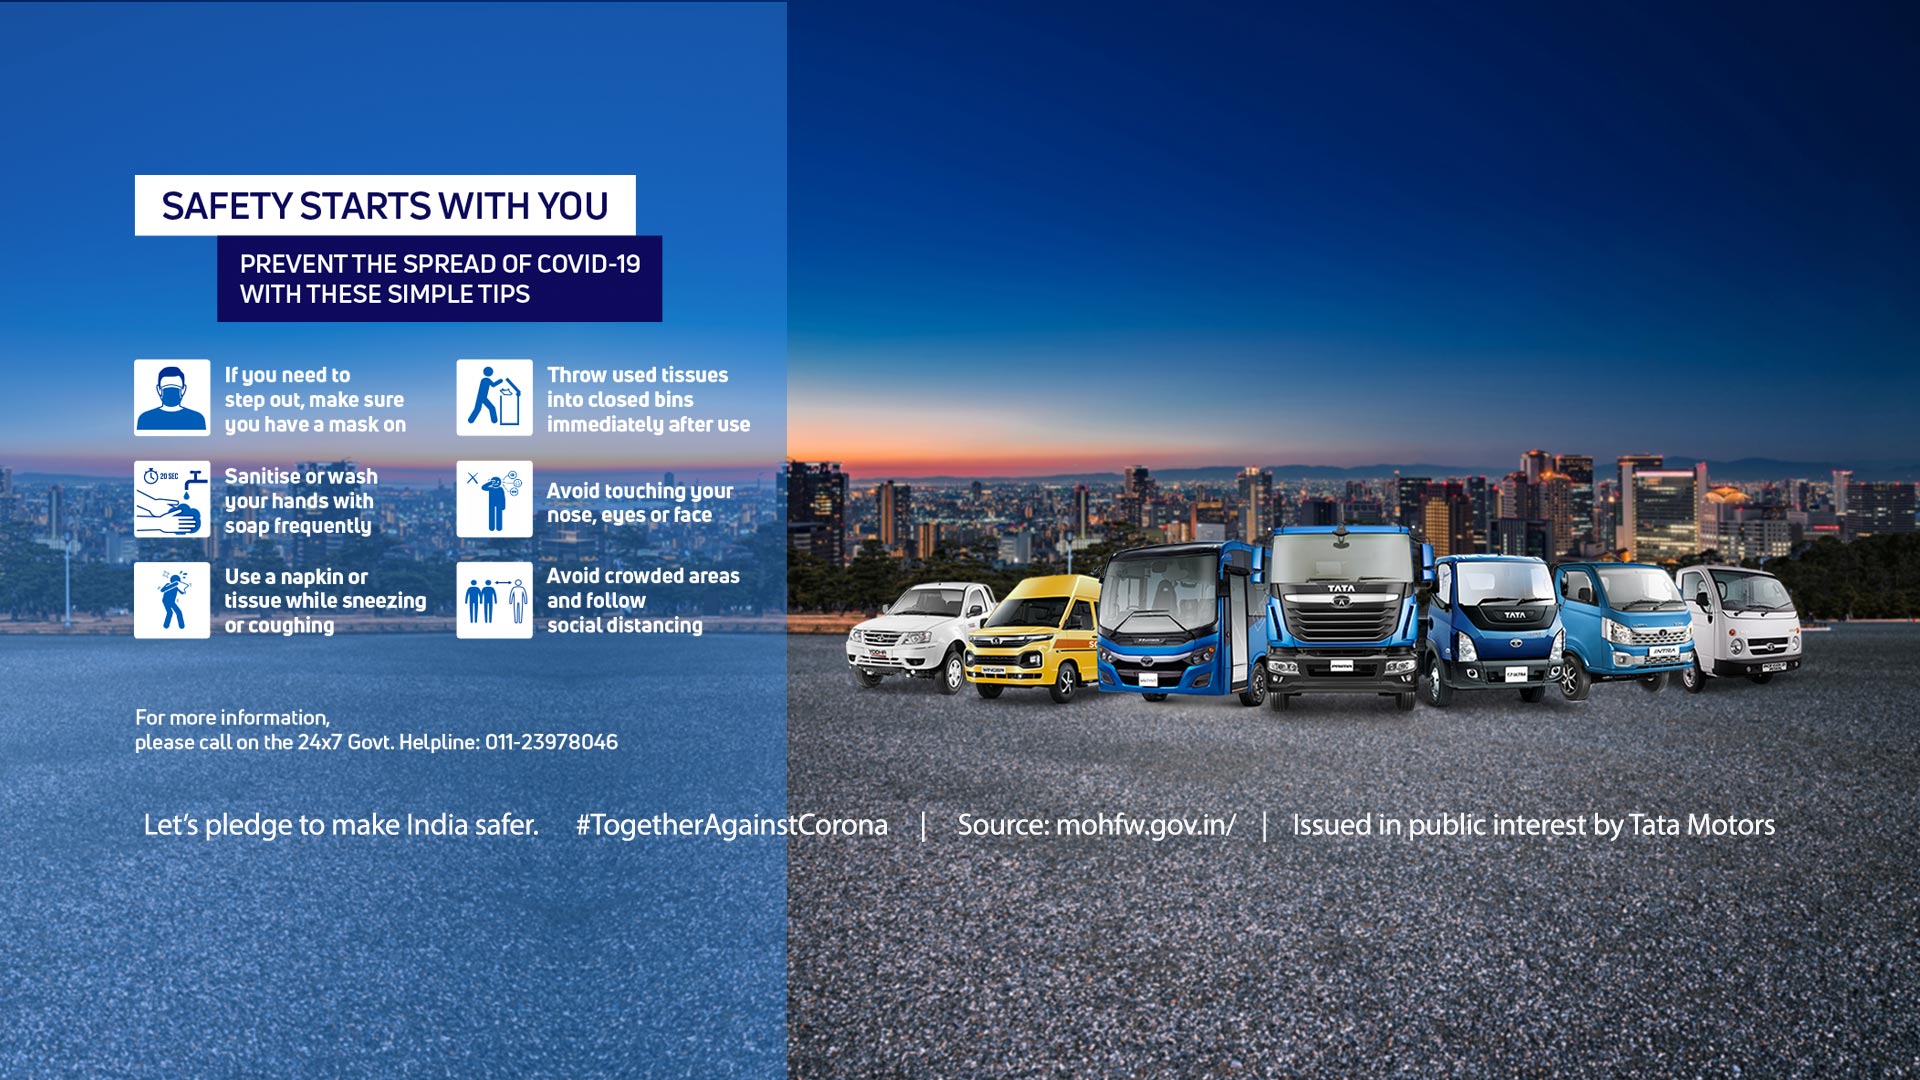 SAFETY STARTS WITH YOU
PREVENT THE SPREAD OF COVID-19
WITH THESE SIMPLE TIPS
If you need to
step out, make sure
you have a mask on
Throw used tissues
into closed bins
immediately after use
20 SEC
Sanitise or wash
your hands with
soap frequently
Avoid touching your
nose, eyes or face
Use a napkin or
tissue while sneezing
or coughing
Avoid crowded areas
and follow
social distancing
For more information,
please call on the 24x7 Govt. Helpline: 011-23978046
TATA
TATA
YODHA
WINGER
PRIMA
T.7 ULTRA
INTRA
Let's pledge to make India safer. #TogetherAgainstCorona | Source: mohfw.gov.in/ | Issued in public interest by Tata Motors